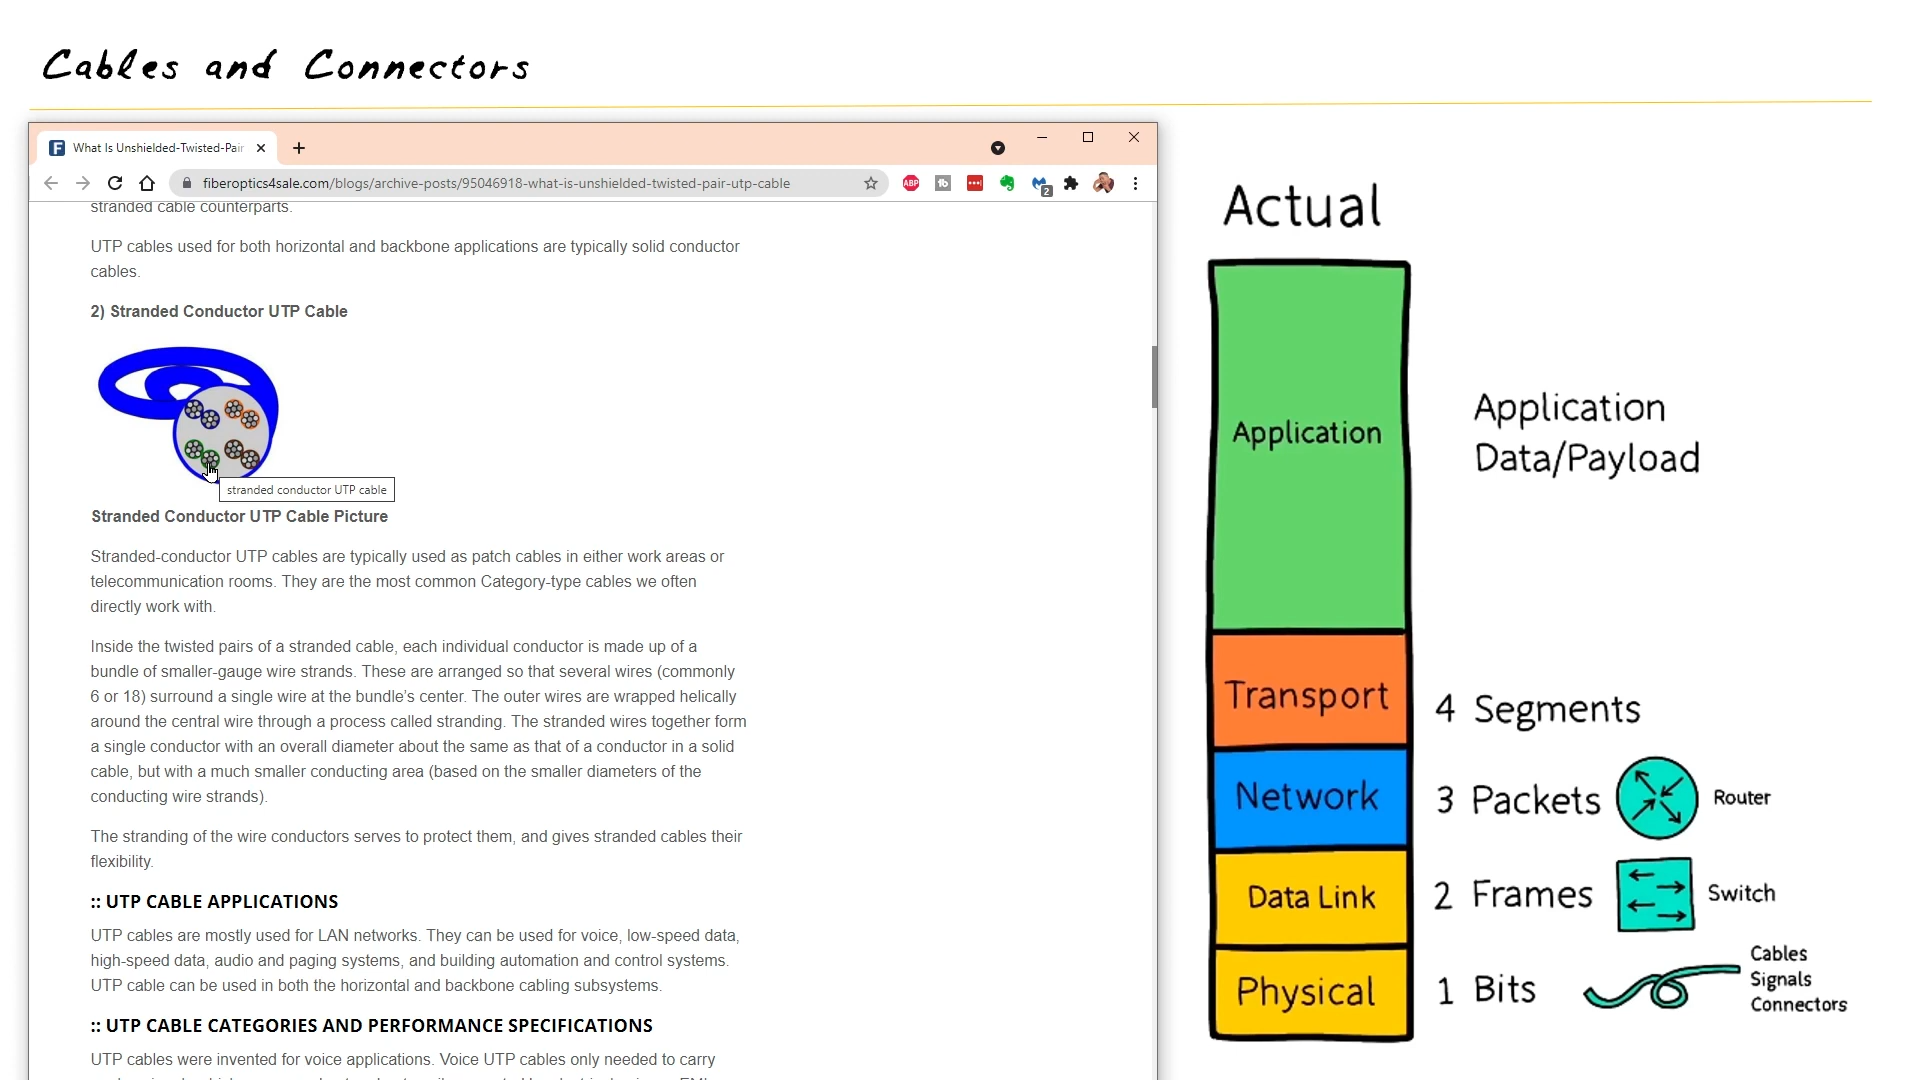 Cables and Connectors
What Is Unshielded-Twisted-Pair
fiberoptics4sale.com/blogs/archive-posts/95046918-what-is-unshielded-twisted-pair-utp-cable
ABP
2
stranded cable counterparts.
UTP cables used for both horizontal and backbone applications are typically solid conductor
cables.
2) Stranded Conductor UTP Cable
stranded conductor UTP cable
Stranded Conductor UTP Cable Picture
Stranded-conductor UTP cables are typically used as patch cables in either work areas or
telecommunication rooms. They are the most common Category-type cables we often
directly work with.
Inside the twisted pairs of a stranded cable, each individual conductor is made up of a
bundle of smaller-gauge wire strands. These are arranged so that several wires (commonly
6 or 18) surround a single wire at the bundle's center. The outer wires are wrapped helically
around the central wire through a process called stranding. The stranded wires together form
a single conductor with an overall diameter about the same as that of a conductor in a solid
cable, but with a much smaller conducting area (based on the smaller diameters of the
conducting wire strands).
The stranding of the wire conductors serves to protect them, and gives stranded cables their
flexibility.
:: UTP CABLE APPLICATIONS
UTP cables are mostly used for LAN networks. They can be used for voice, low-speed data,
high-speed data, audio and paging systems, and building automation and control systems.
UTP cable can be used in both the horizontal and backbone cabling subsystems.
:: UTP CABLE CATEGORIES AND PERFORMANCE SPECIFICATIONS
UTP cables were invented for voice applications. Voice UTP cables only needed to carry
Actual
Application
Application
Data/Payload
Transport
4 Segments
Network
3 Packets
Router
Data Link
2 Frames
Switch
Physical
1 Bits
Cables
Signals
Connectors